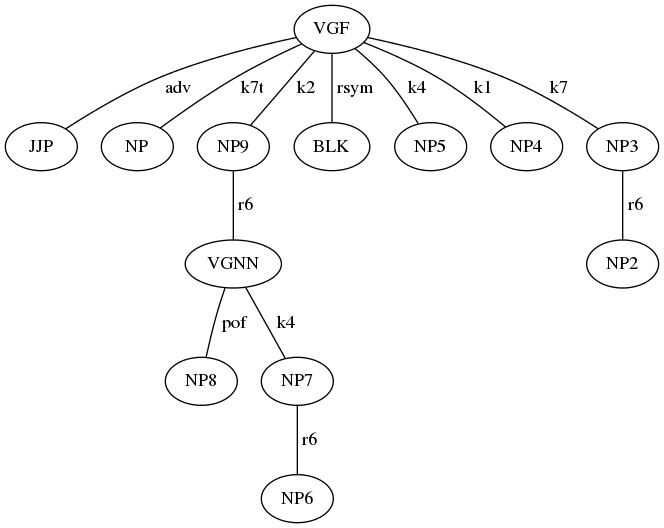 VGF
adv k7t k2 rsym k4 k1 k7
JJP NP NP9 BLK NP5 NP4 NP3
r6 r6
VGNN NP2
pof k4
NP8 NP7
r6
NP6